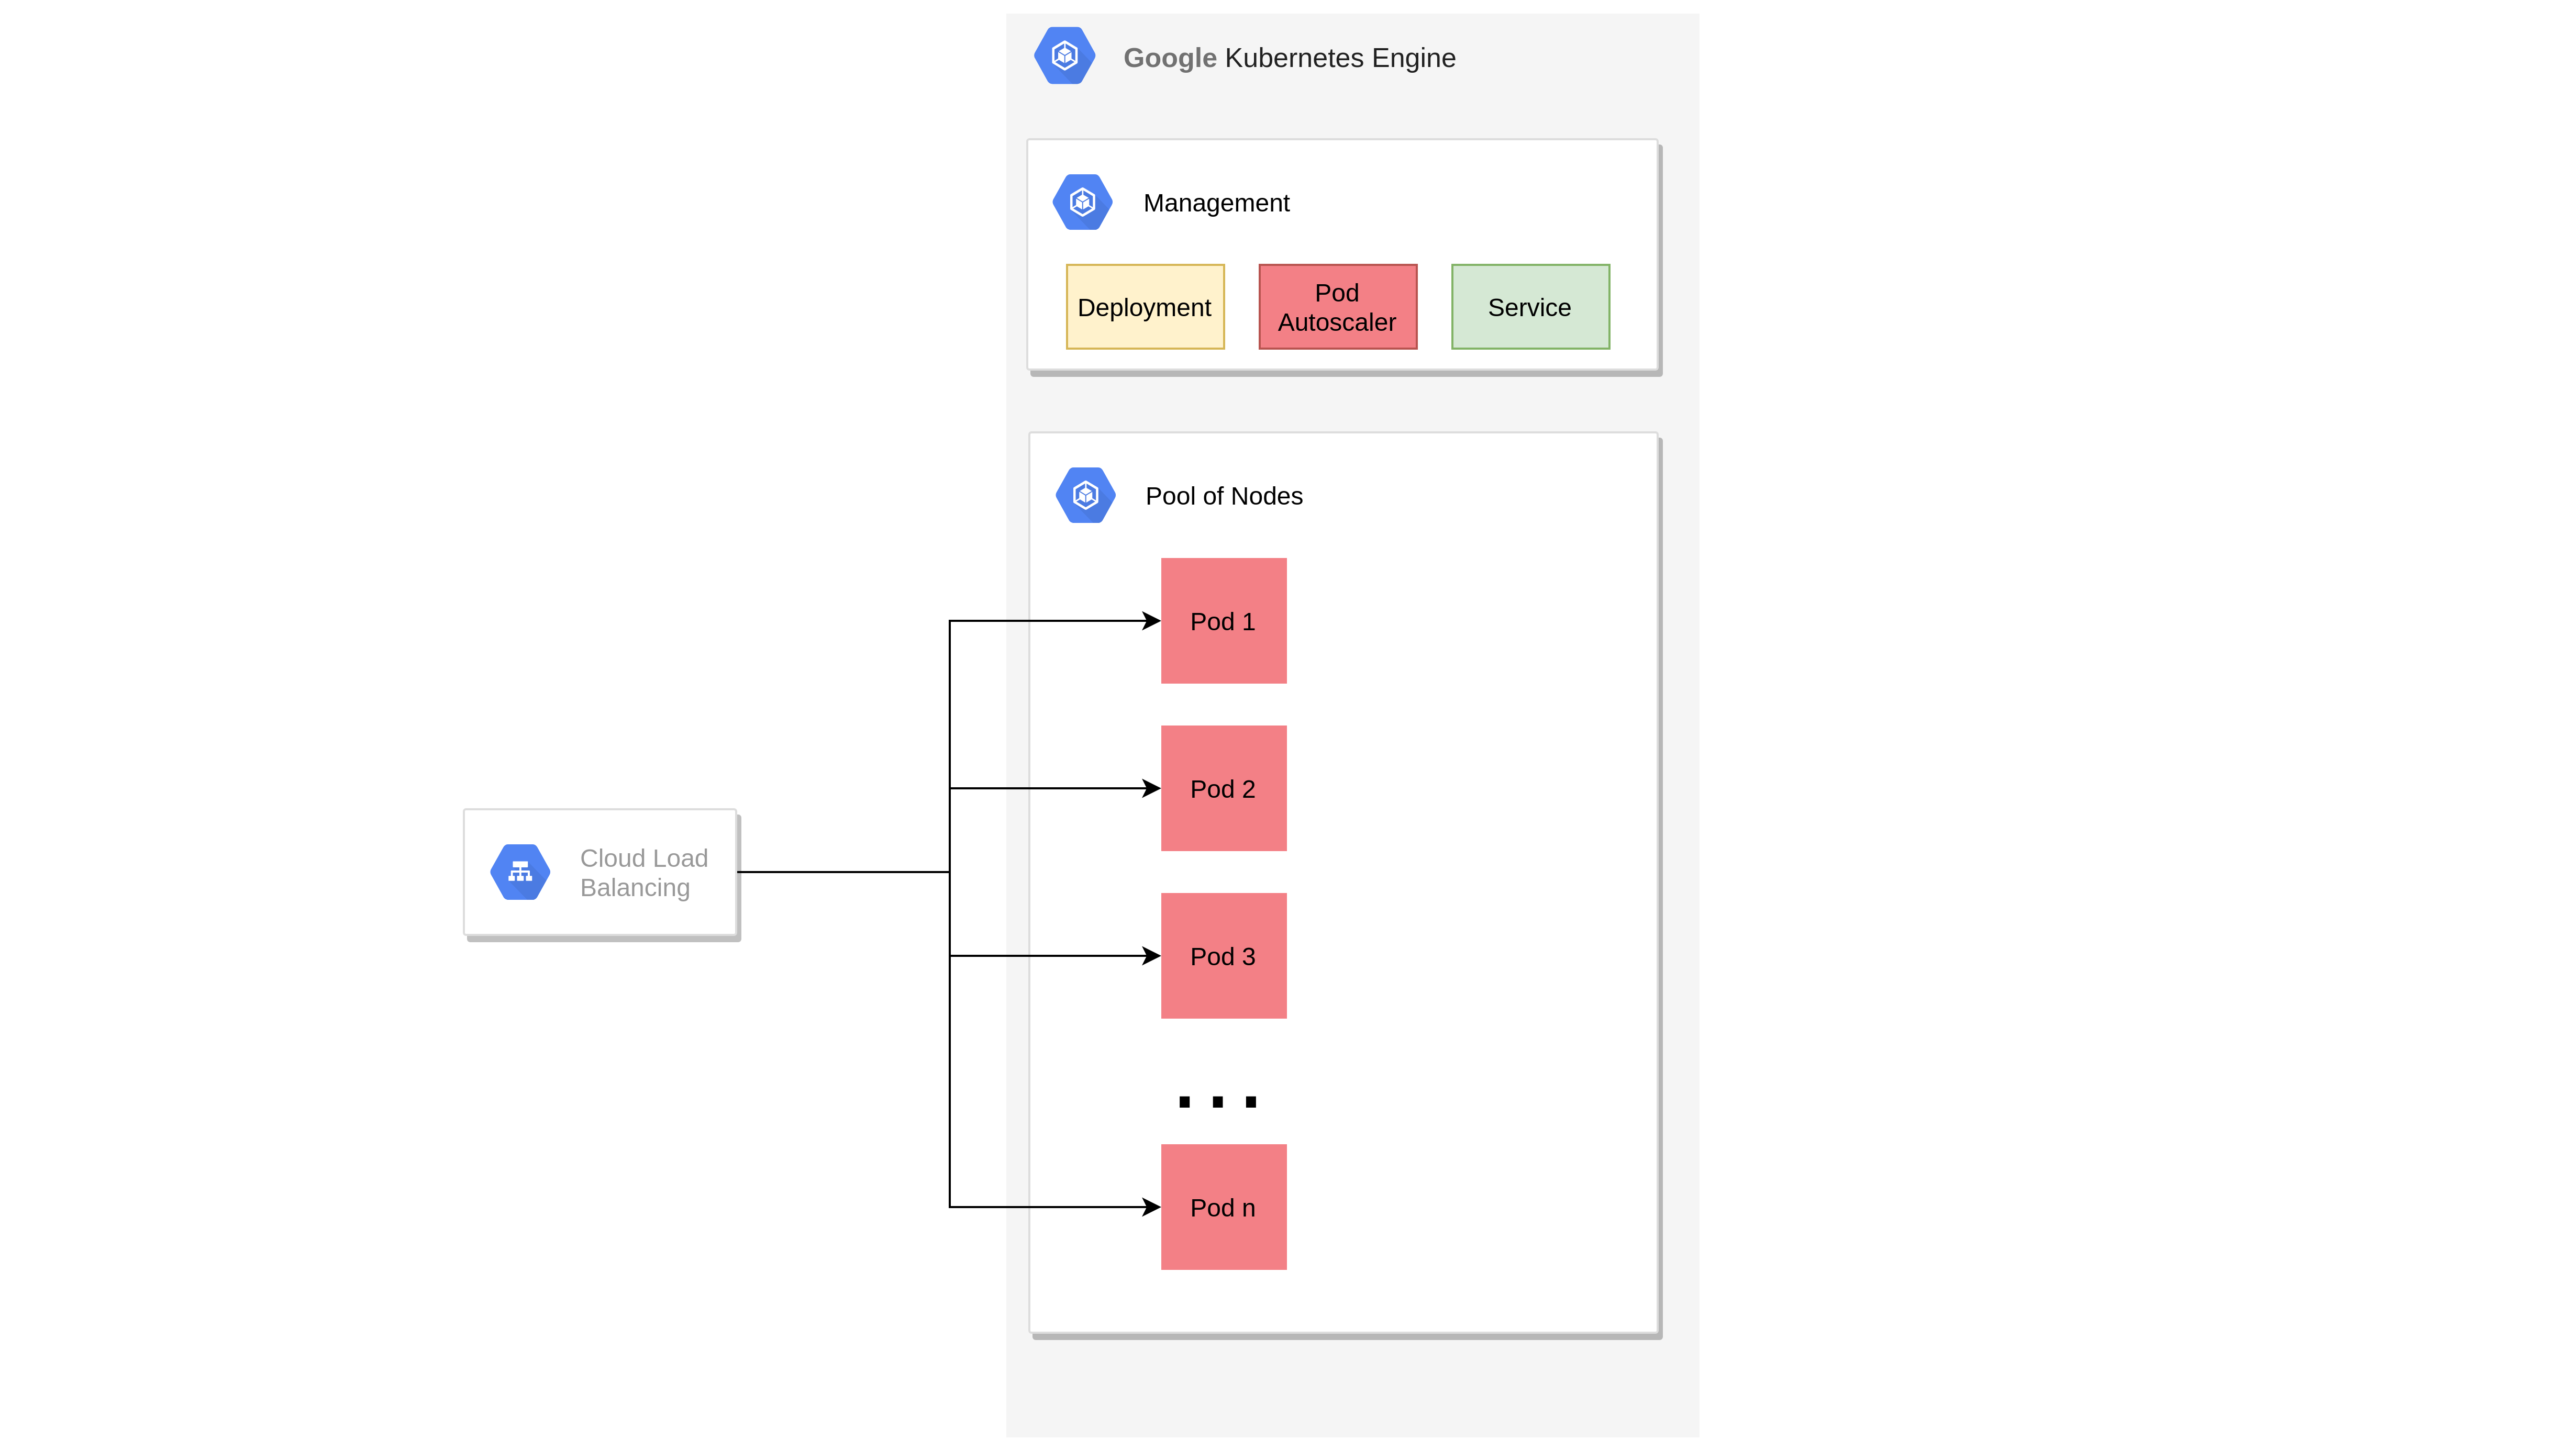 Google Kubernetes Engine
Management
Deployment
Pod
Autoscaler
Service
Pool of Nodes
Pod 1
Pod 2
Cloud Load
Balancing
Pod 3
...
Pod n